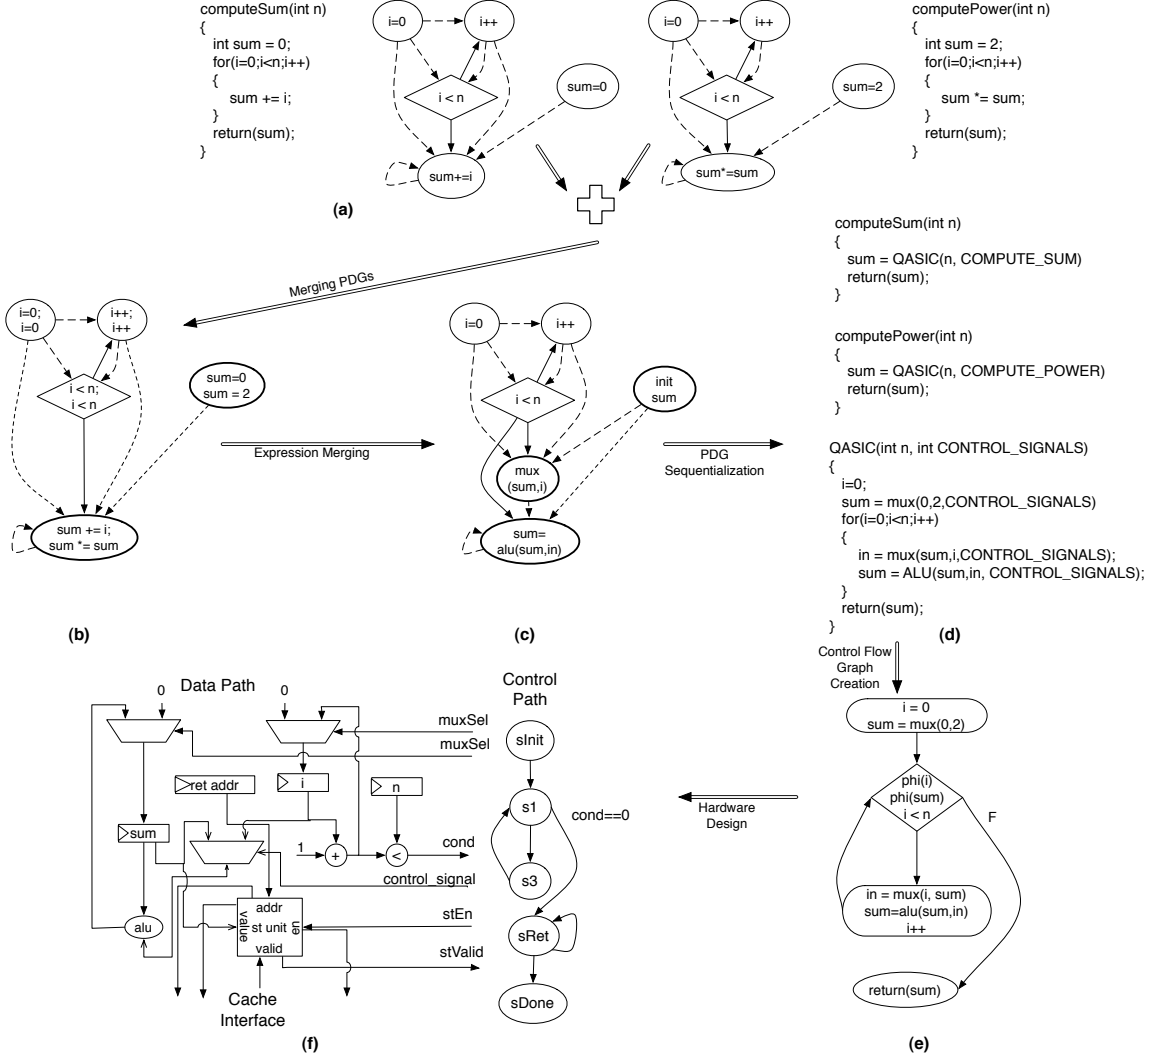 computeSum(int n)
{
int sum = 0;
for(i=0;i<n;i++)
{
sum += i;
}
return(sum);
}
i=0
i++
i < n
sum=0
sum+=i
i=0
i++
i < n
sum=2
sum*=sum
computePower(int n)
{
int sum = 2;
for(i=0;i<n;i++)
{
sum *= sum;
}
return(sum);
}
(a)
Merging PDGs
i=0;
i=0
i++;
i++
i < n;
i < n
sum=0
sum = 2
sum += i;
sum *= sum
(b)
Expression Merging
i=0
i++
i < n
init
sum
mux
(sum,i)
sum=
alu(sum,in)
(c)
PDG
Sequentialization
computeSum(int n)
{
sum = QASIC(n, COMPUTE_SUM)
return(sum);
}
computePower(int n)
{
sum = QASIC(n, COMPUTE_POWER)
return(sum);
}
QASIC(int n, int CONTROL_SIGNALS)
{
i=0;
sum = mux(0,2,CONTROL_SIGNALS)
for(i=0;i<n;i++)
{
in = mux(sum,i,CONTROL_SIGNALS);
sum = ALU(sum,in, CONTROL_SIGNALS);
}
return(sum);
}
(d)
Control Flow
Graph
Creation
i = 0
sum = mux(0,2)
phi(i)
phi(sum)
i < n
F
in = mux(i, sum)
sum=alu(sum,in)
i++
return(sum)
(e)
Hardware
Design
Data Path
0
0
muxSel
muxSel
ret addr
i
n
sum
1
+
<
cond
control_signal
alu
addr
value
st unit
ue
valid
stEn
stValid
Cache
Interface
Control
Path
sInit
s1
cond==0
s3
sRet
sDone
(f)